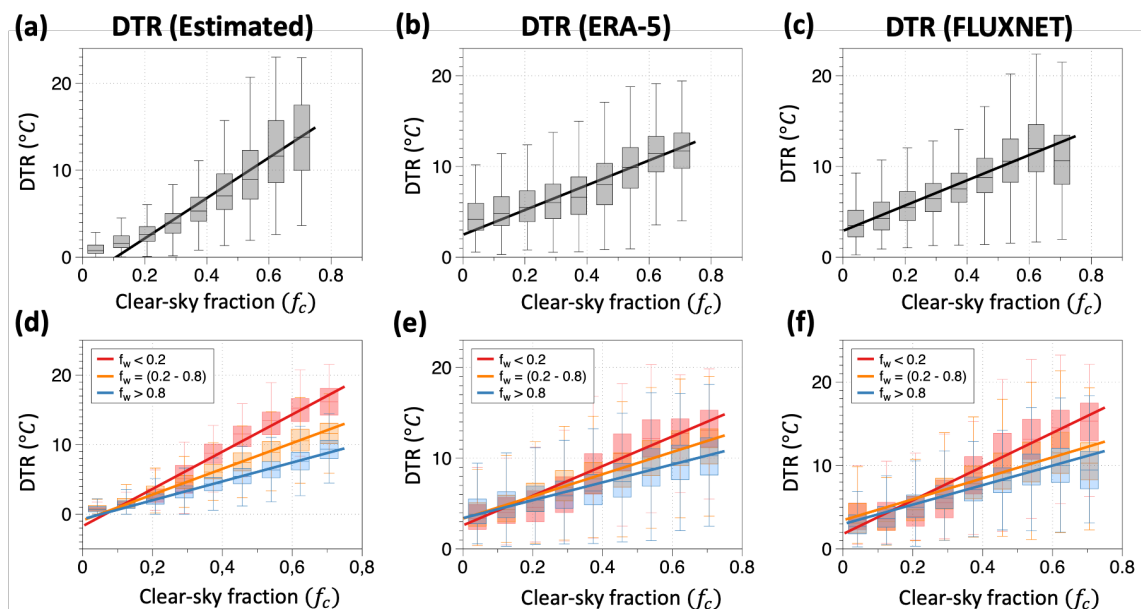 (a) DTR (Estimated)
DTR (°C)
20
10
0
0 0.2 0.4 0.6 0.8
Clear-sky fraction (f_c)
(b) DTR (ERA-5)
DTR (°C)
20
10
0
0 0.2 0.4 0.6 0.8
Clear-sky fraction (f_c)
(c) DTR (FLUXNET)
DTR (°C)
20
10
0
0 0.2 0.4 0.6 0.8
Clear-sky fraction (f_c)
(d)
f_w < 0.2
f_w = (0.2 - 0.8)
f_w > 0.8
DTR (°C)
20
10
0
0 0,2 0,4 0,6 0,8
Clear-sky fraction (f_c)
(e)
f_w < 0.2
f_w = (0.2 - 0.8)
f_w > 0.8
DTR (°C)
20
10
0
0 0.2 0.4 0.6 0.8
Clear-sky fraction (f_c)
(f)
f_w < 0.2
f_w = (0.2 - 0.8)
f_w > 0.8
DTR (°C)
20
10
0
0 0.2 0.4 0.6 0.8
Clear-sky fraction (f_c)